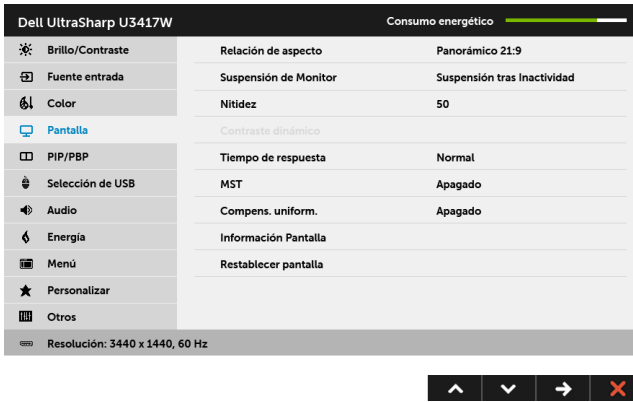 Dell UltraSharp U3417W Consumo energético
Brillo/Contraste Relación de aspecto Panorámico 21:9
Fuente entrada Suspensión de Monitor Suspensión tras Inactividad
Color Nitidez 50
Pantalla Contraste dinámico
PIP/PBP Tiempo de respuesta Normal
Selección de USB MST Apagado
Audio Compens. uniform. Apagado
Energía Información Pantalla
Menú Restablecer pantalla
Personalizar
Otros
Resolución: 3440 x 1440, 60 Hz